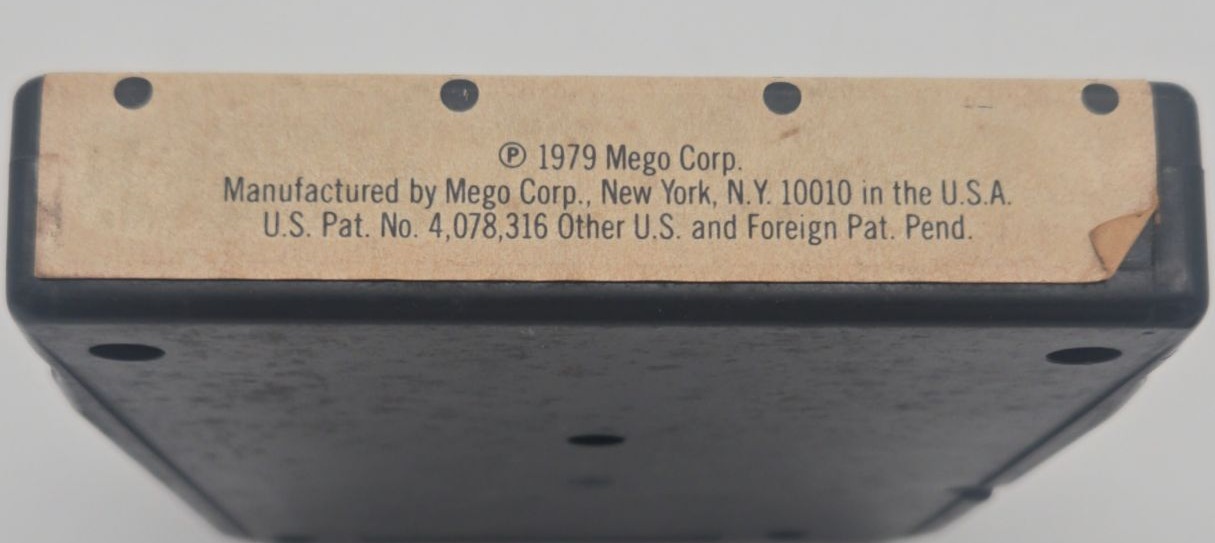 ℗ 1979 Mego Corp.
Manufactured by Mego Corp., New York, N.Y. 10010 in the U.S.A.
U.S. Pat. No. 4,078,316 Other U.S. and Foreign Pat. Pend.